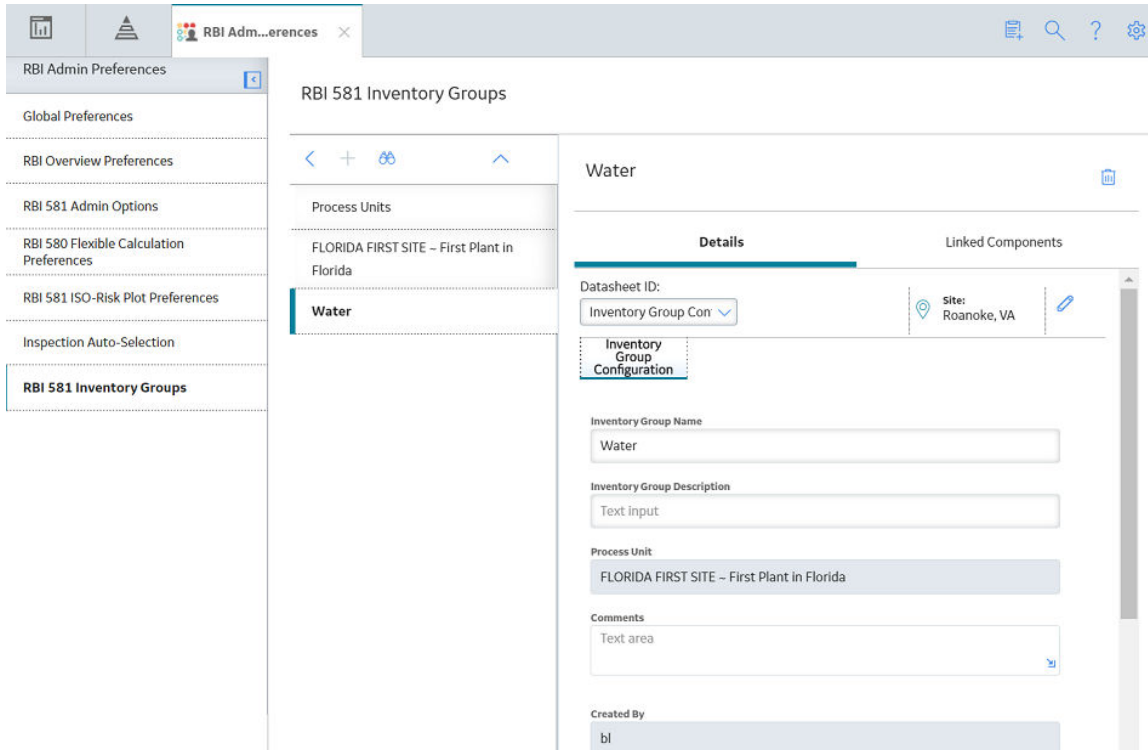 RBI Adm...erences
RBI Admin Preferences
Global Preferences
RBI Overview Preferences
RBI 581 Admin Options
RBI 580 Flexible Calculation
Preferences
RBI 581 ISO-Risk Plot Preferences
Inspection Auto-Selection
RBI 581 Inventory Groups
RBI 581 Inventory Groups
Process Units
FLORIDA FIRST SITE ~ First Plant in
Florida
Water
Water
Details
Linked Components
Datasheet ID:
Inventory Group Con
Site:
Roanoke, VA
Inventory
Group
Configuration
Inventory Group Name
Water
Inventory Group Description
Text input
Process Unit
FLORIDA FIRST SITE ~ First Plant in Florida
Comments
Text area
Created By
bl